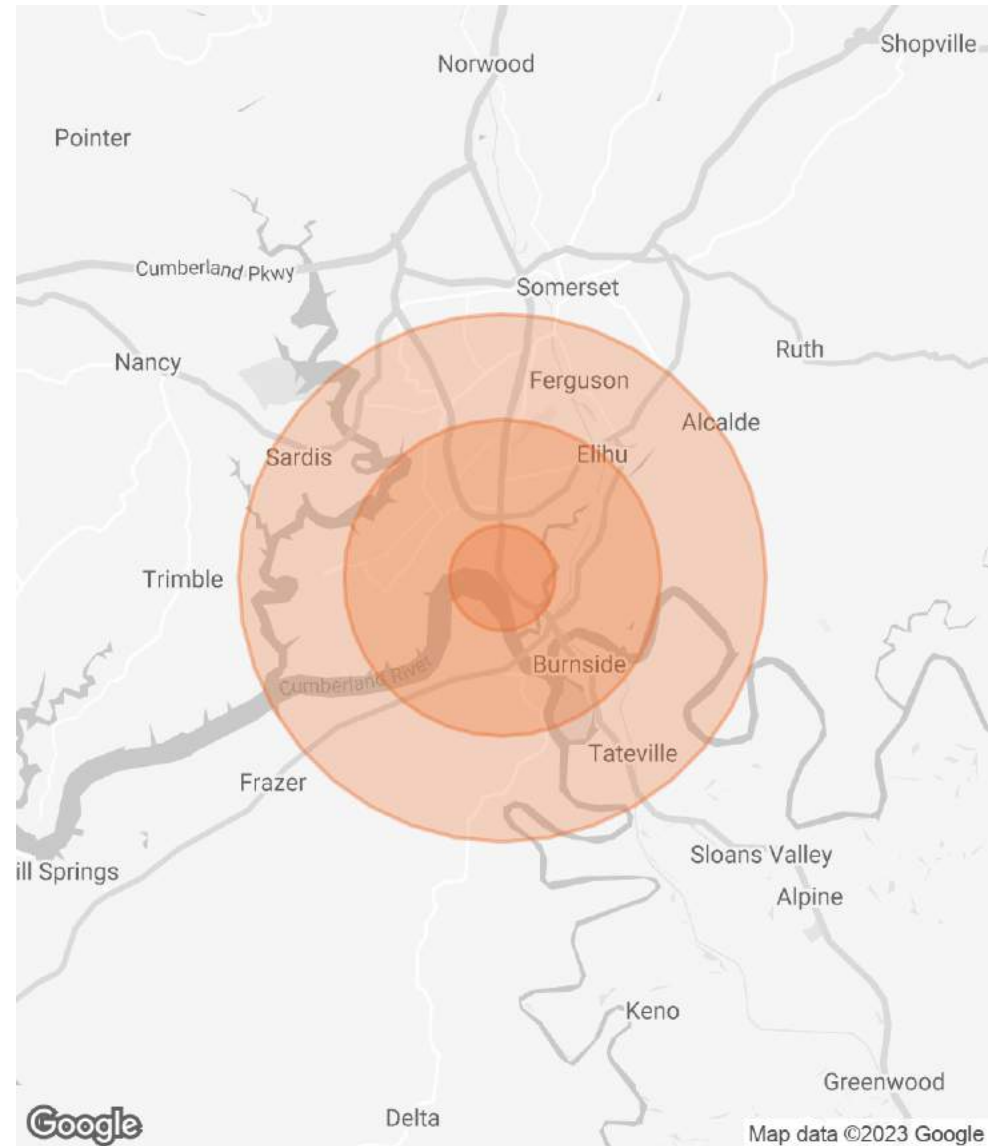 Shopville
Norwood
Pointer
Cumberland Pkwy
Somerset
Ruth
Nancy
Ferguson
Alcalde
Elihu
Sardis
Trimble
Burnside
Cumberland River
Tateville
Frazer
Sloans Valley
ill Springs
Alpine
Keno
Greenwood
Delta
Google
Map data ©2023 Google